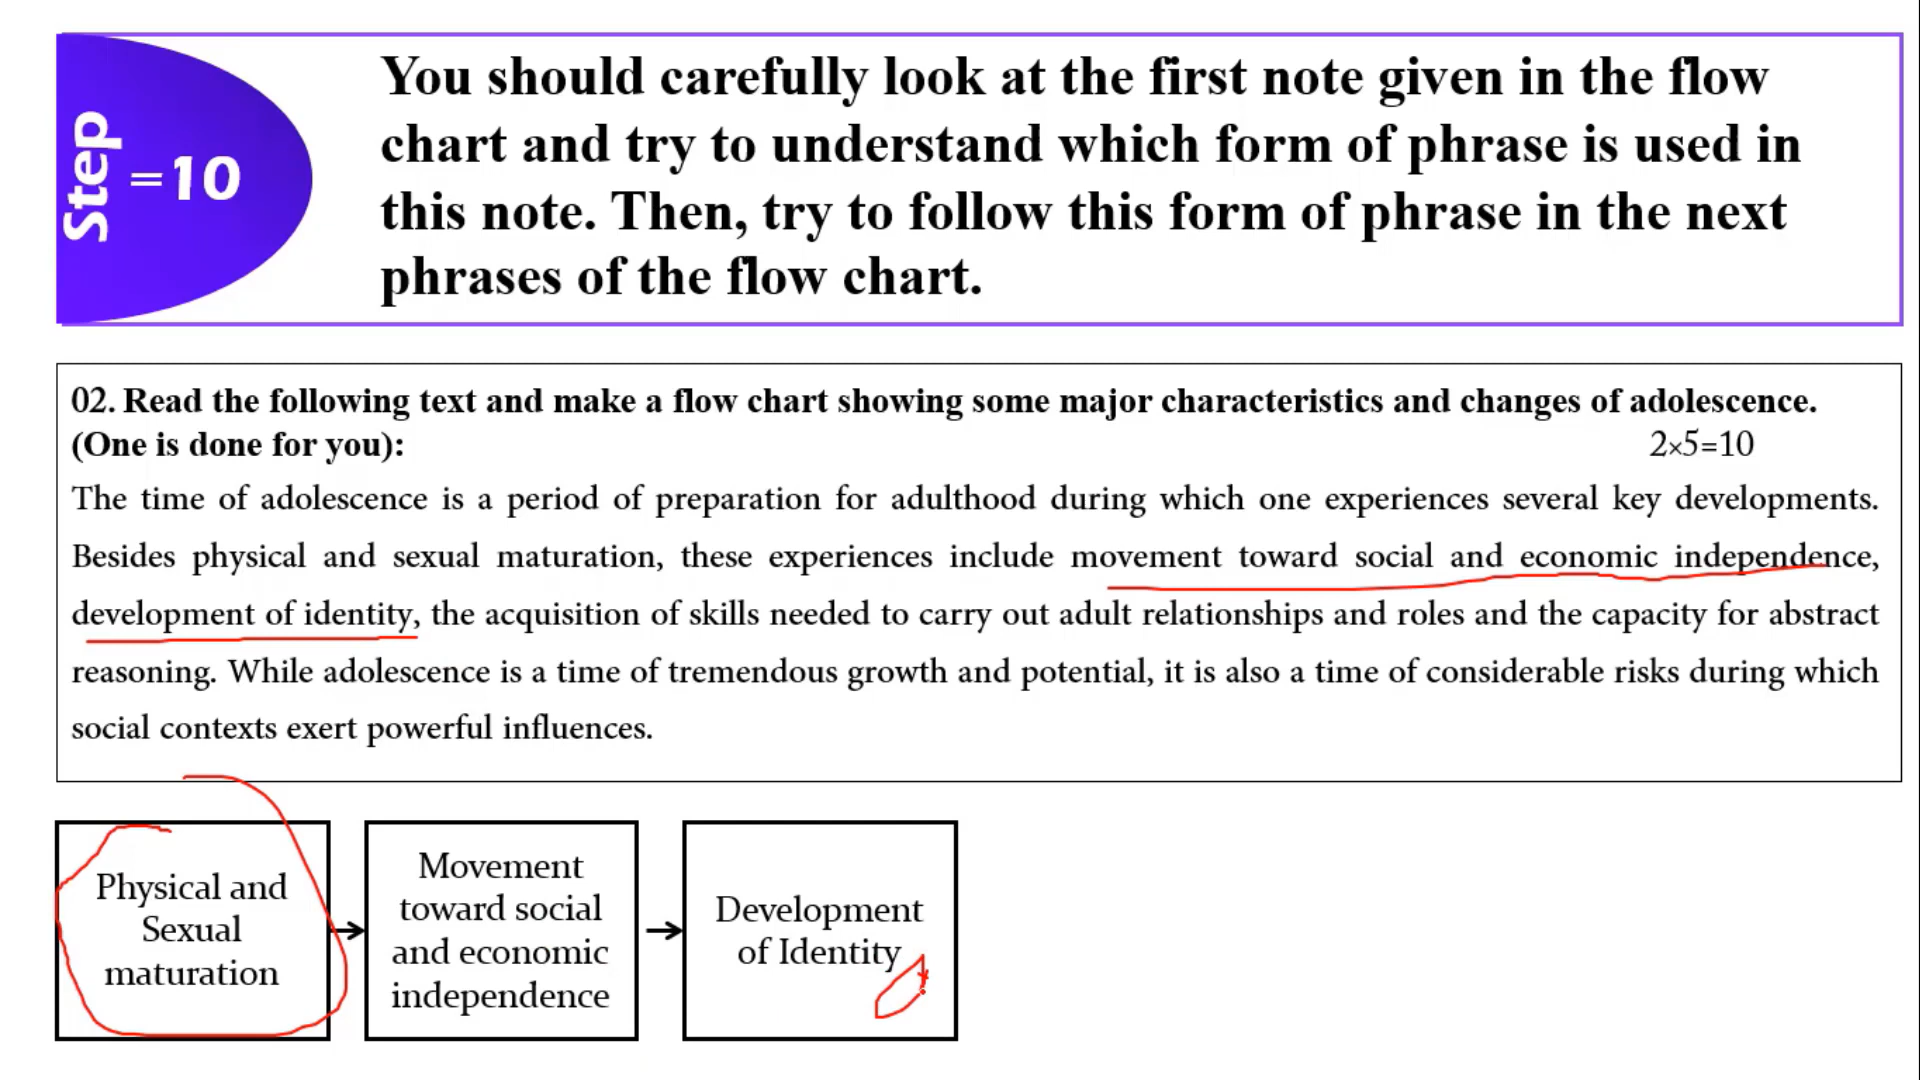 Step =10
You should carefully look at the first note given in the flow
chart and try to understand which form of phrase is used in
this note. Then, try to follow this form of phrase in the next
phrases of the flow chart.
02. Read the following text and make a flow chart showing some major characteristics and changes of adolescence.
(One is done for you): 2×5=10
The time of adolescence is a period of preparation for adulthood during which one experiences several key developments.
Besides physical and sexual maturation, these experiences include movement toward social and economic independence,
development of identity, the acquisition of skills needed to carry out adult relationships and roles and the capacity for abstract
reasoning. While adolescence is a time of tremendous growth and potential, it is also a time of considerable risks during which
social contexts exert powerful influences.
Physical and
Sexual
maturation
Movement
toward social
and economic
independence
Development
of Identity